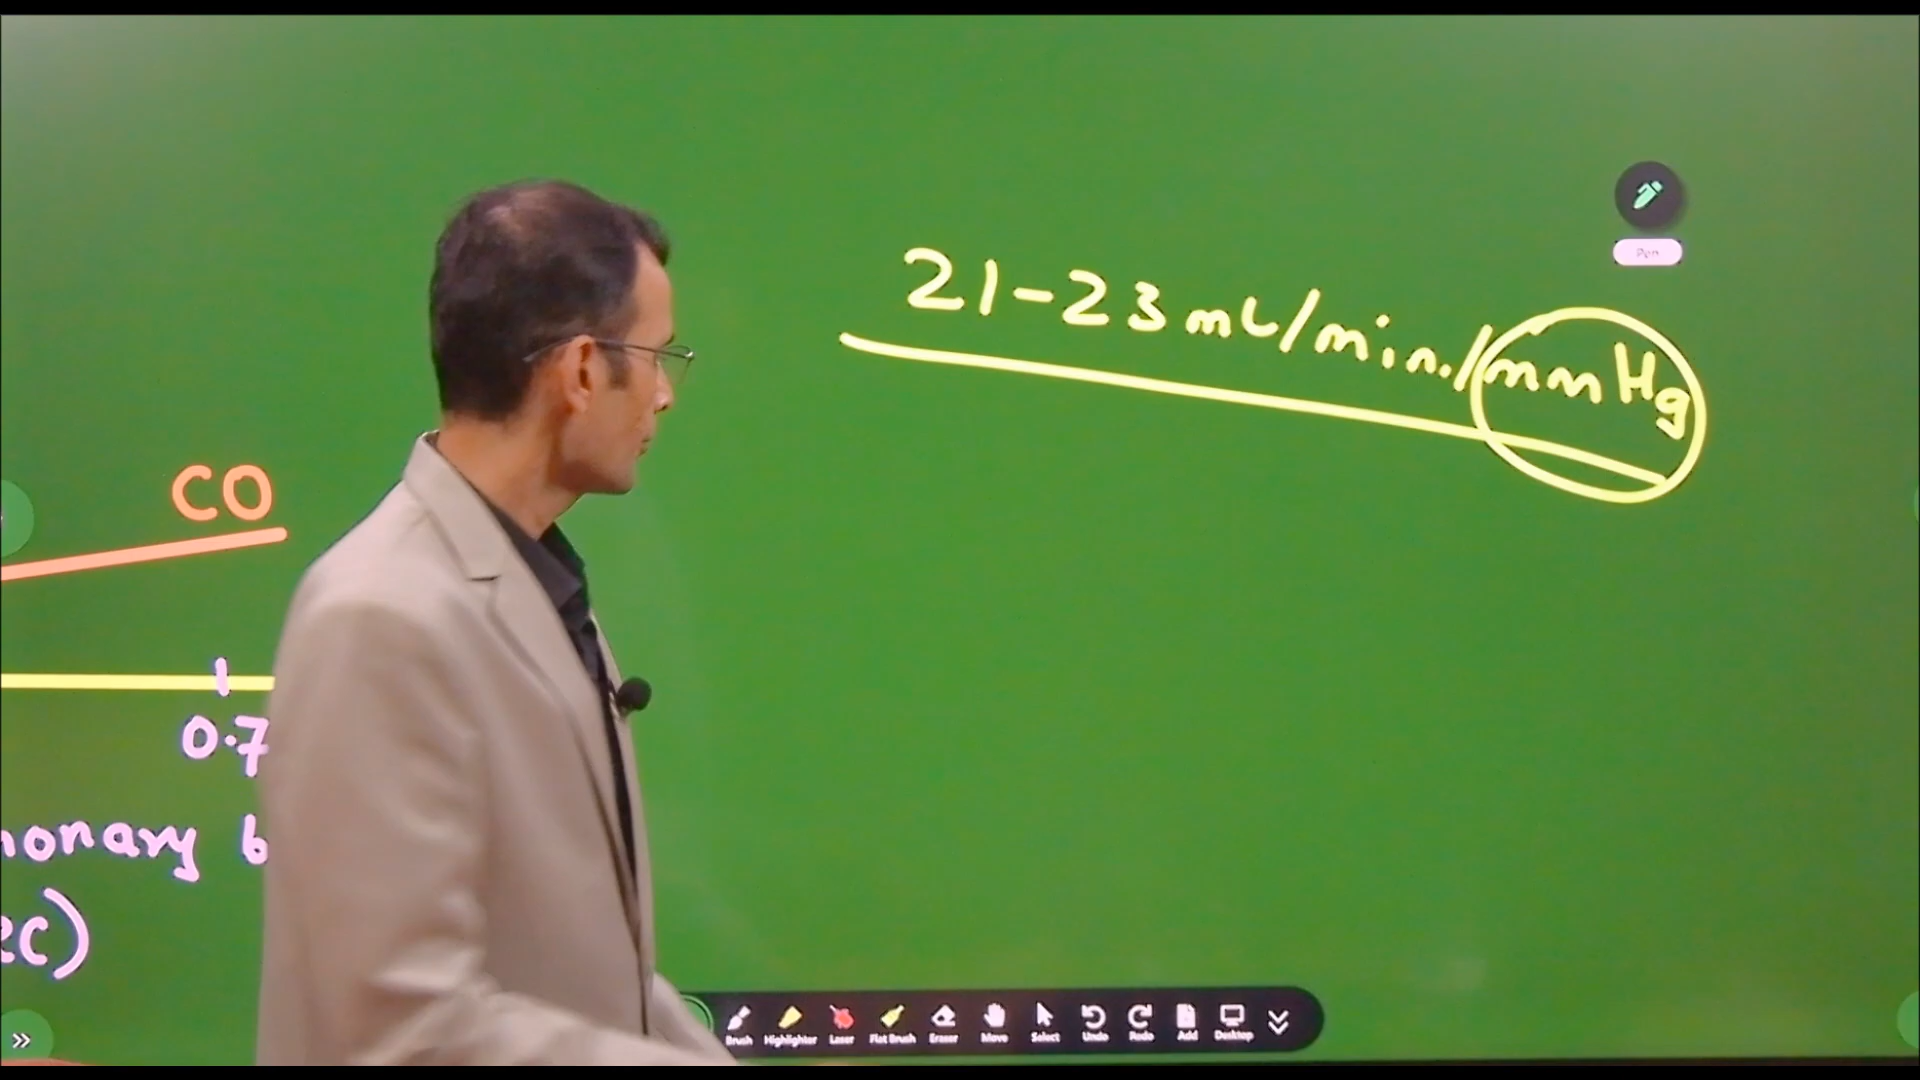 21-23 mL/min./mmHg
Pen
CO
0.7
monary b
ec)
Brush Highlighter Laser Flat Brush Eraser Move Select Undo Redo Add Desktop